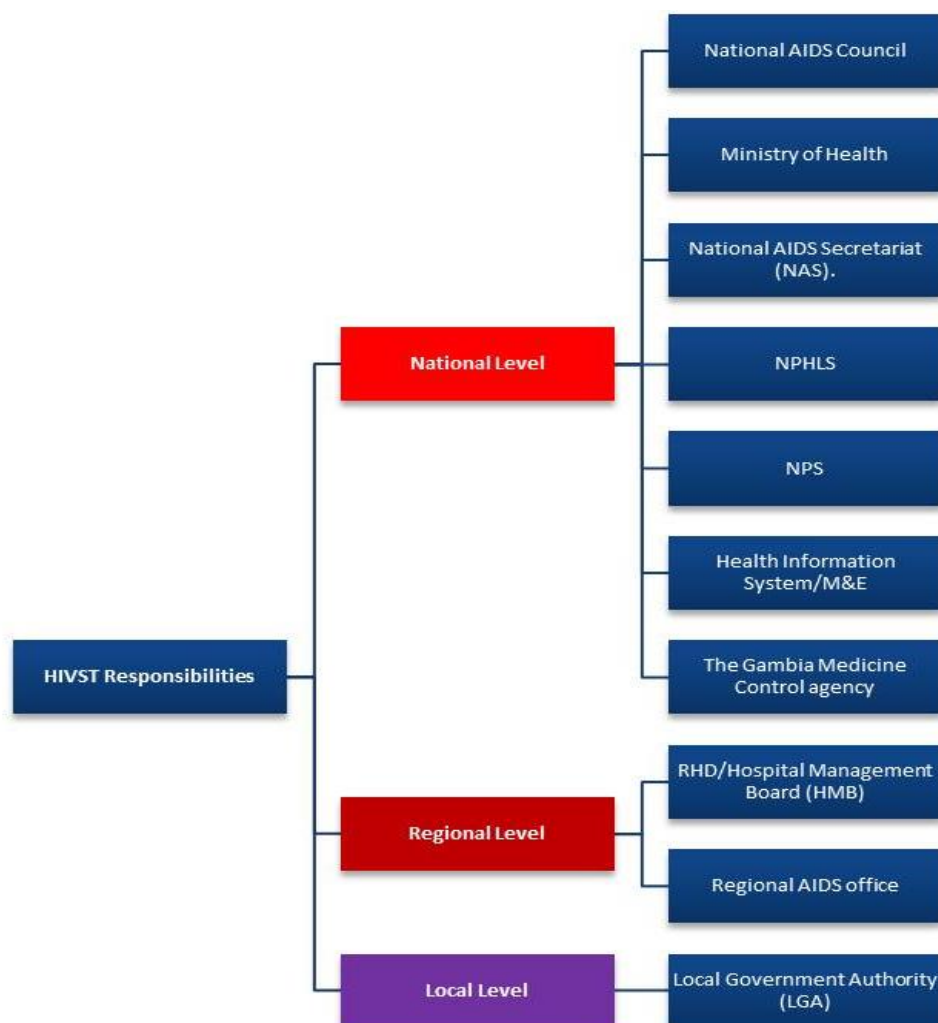 National AIDS Council
Ministry of Health
National AIDS Secretariat
(NAS).
National Level
NPHLS
NPS
Health Information
System/M&E
HIVST Responsibilities
The Gambia Medicine
Control agency
RHD/Hospital Management
Board (HMB)
Regional Level
Regional AIDS office
Local Level
Local Government Authority
(LGA)